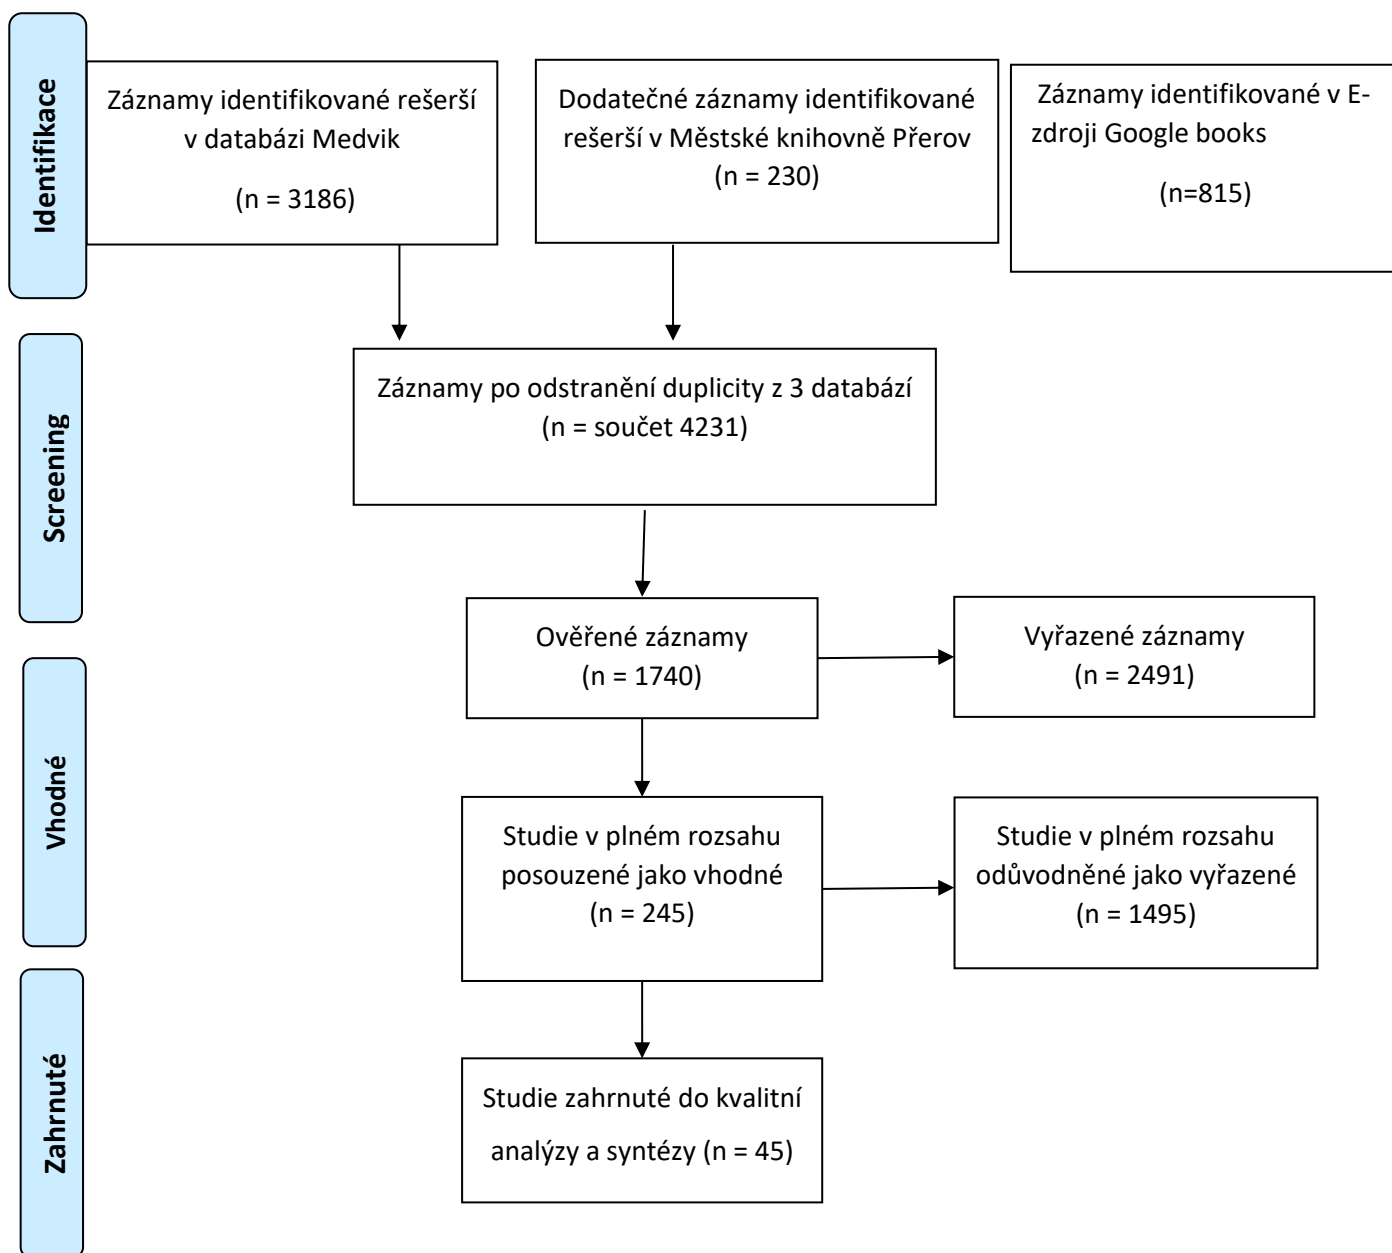 Identifikace
Záznamy identifikované rešerší
v databázi Medvik
(n = 3186)
Dodatečné záznamy identifikované
rešerší v Městské knihovně Přerov
(n = 230)
Záznamy identifikované v E-
zdroji Google books
(n=815)
Screening
Záznamy po odstranění duplicity z 3 databází
(n = součet 4231)
Ověřené záznamy
(n = 1740)
Vyřazené záznamy
(n = 2491)
Vhodné
Studie v plném rozsahu
posouzené jako vhodné
(n = 245)
Studie v plném rozsahu
odůvodněné jako vyřazené
(n = 1495)
Zahrnuté
Studie zahrnuté do kvalitní
analýzy a syntézy (n = 45)